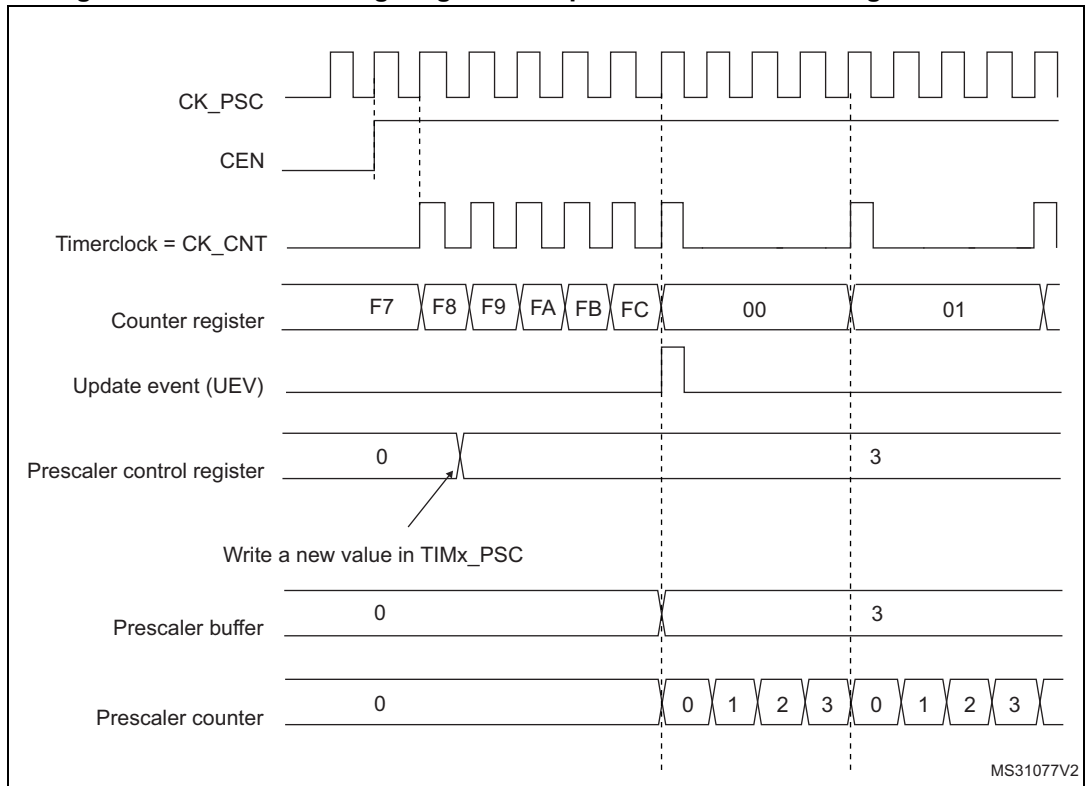 CK_PSC
CEN
Timerclock = CK_CNT
Counter register
F7 F8 F9 FA FB FC 00 01
Update event (UEV)
Prescaler control register
0 3
Write a new value in TIMx_PSC
Prescaler buffer
0 3
Prescaler counter
0 0 1 2 3 0 1 2 3
MS31077V2